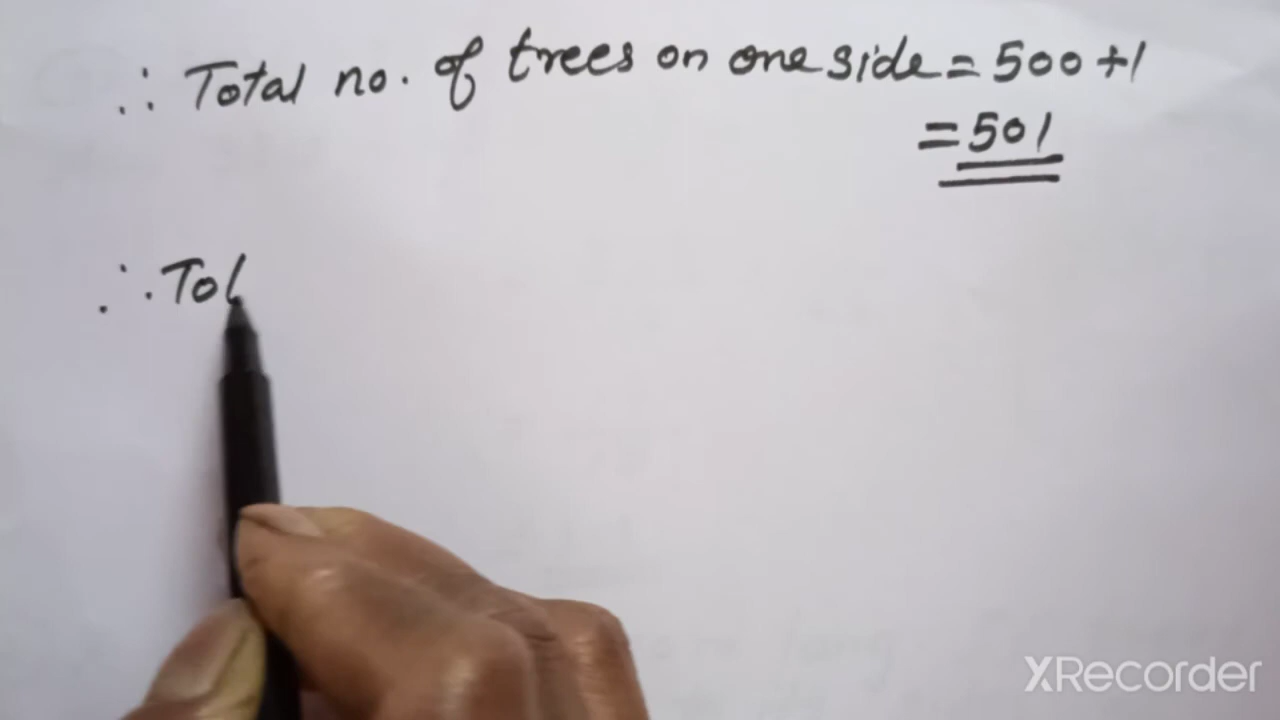 ∴ Total no. of trees on one side = 500 + 1
= 501
∴ Tol
XRecorder